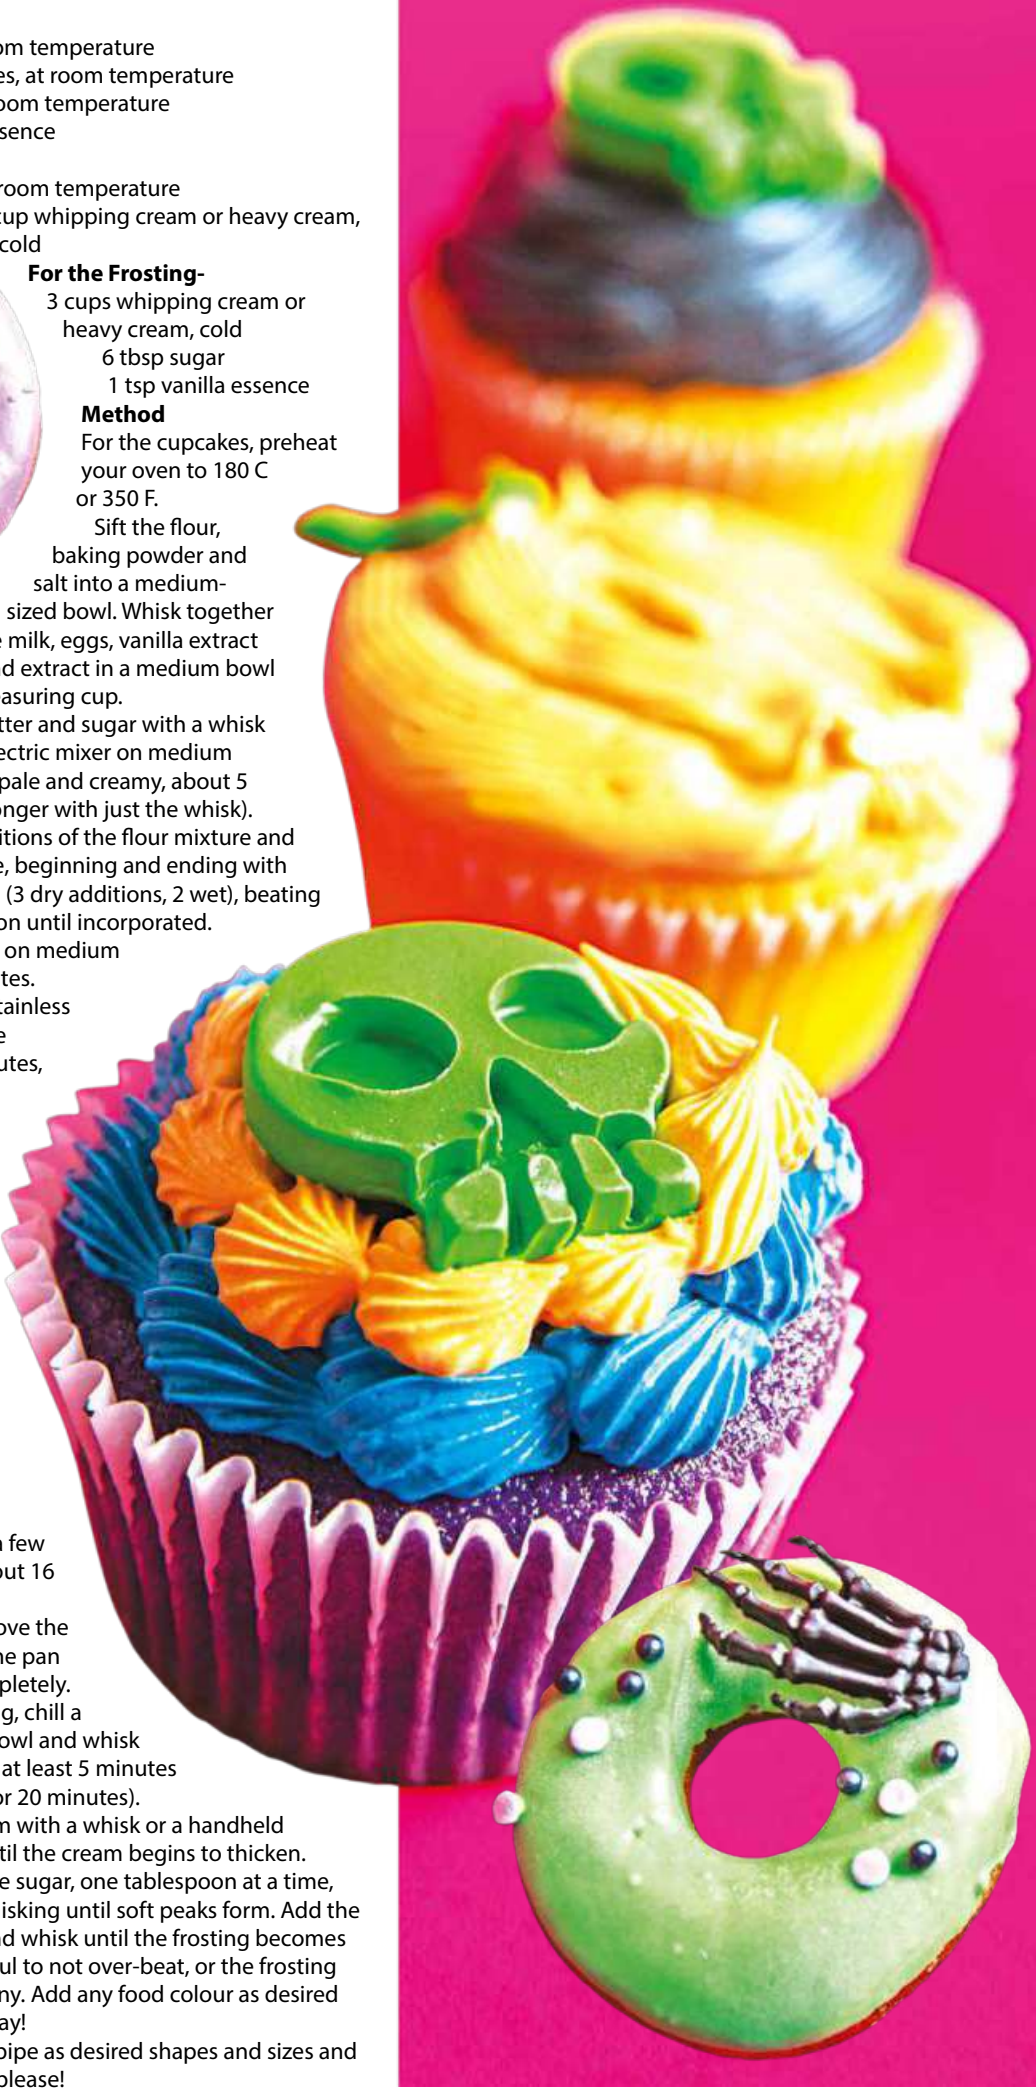 om temperature
es, at room temperature
oom temperature
sence
room temperature
cup whipping cream or heavy cream,
cold
For the Frosting-
3 cups whipping cream or
heavy cream, cold
6 tbsp sugar
1 tsp vanilla essence
Method
For the cupcakes, preheat
your oven to 180 C
or 350 F.
Sift the flour,
baking powder and
salt into a medium-
sized bowl. Whisk together
e milk, eggs, vanilla extract
d extract in a medium bowl
easuring cup.
tter and sugar with a whisk
ectric mixer on medium
pale and creamy, about 5
onger with just the whisk).
itions of the flour mixture and
e, beginning and ending with
(3 dry additions, 2 wet), beating
on until incorporated.
on medium
tes.
tainless
e
utes,
few
out 16
ove the
he pan
pletely.
g, chill a
owl and whisk
at least 5 minutes
or 20 minutes).
m with a whisk or a handheld
til the cream begins to thicken.
e sugar, one tablespoon at a time,
isking until soft peaks form. Add the
nd whisk until the frosting becomes
ul to not over-beat, or the frosting
ny. Add any food colour as desired
ay!
pipe as desired shapes and sizes and
please!